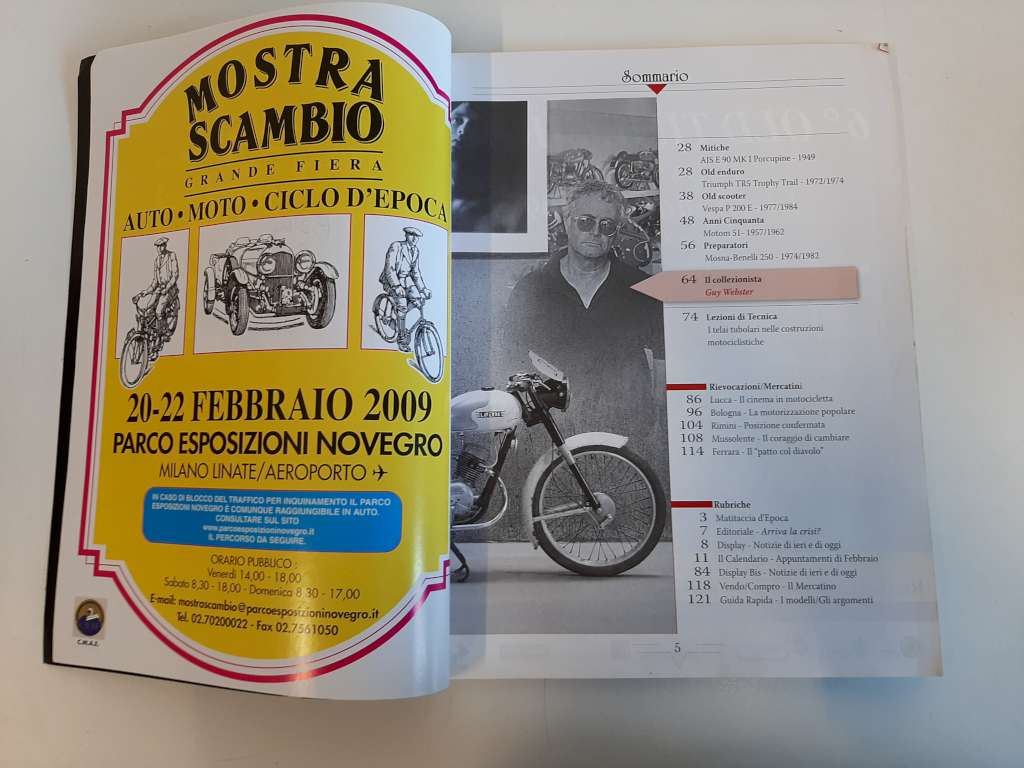 MOSTRA
SCAMBIO
GRANDE FIERA
AUTO • MOTO • CICLO D'EPOCA
20-22 FEBBRAIO 2009
PARCO ESPOSIZIONI NOVEGRO
MILANO LINATE/AEROPORTO ✈
IN CASO DI BLOCCO DEL TRAFFICO PER INQUINAMENTO IL PARCO
ESPOSIZIONI NOVEGRO È COMUNQUE RAGGIUNGIBILE IN AUTO.
CONSULTARE SUL SITO
www.parcoesposizioninovegro.it
IL PERCORSO DA SEGUIRE.
ORARIO PUBBLICO :
Venerdì 14,00 - 18,00
Sabato 8,30 - 18,00 - Domenica 8.30 - 17,00
E-mail: mostrascambio@parcoesposizioninovegro.it
Tel. 02.70200022 - Fax 02.7561050
C.M.A.E.
Sommario
28 Mitiche
AJS E 90 MK I Porcupine - 1949
28 Old enduro
Triumph TR5 Trophy Trail - 1972/1974
38 Old scooter
Vespa P 200 E - 1977/1984
48 Anni Cinquanta
Motom 51- 1957/1962
56 Preparatori
Mosna-Benelli 250 - 1974/1982
64 Il collezionista
Guy Webster
74 Lezioni di Tecnica
I telai tubolari nelle costruzioni
motociclistiche
Rievocazioni/Mercatini
86 Lucca - Il cinema in motocicletta
96 Bologna - La motorizzazione popolare
104 Rimini - Posizione confermata
108 Mussolente - Il coraggio di cambiare
114 Ferrara - Il "patto col diavolo"
Rubriche
3 Matitaccia d'Epoca
7 Editoriale - Arriva la crisi?
8 Display - Notizie di ieri e di oggi
11 Il Calendario - Appuntamenti di Febbraio
84 Display Bis - Notizie di ieri e di oggi
118 Vendo/Compro - Il Mercatino
121 Guida Rapida - I modelli/Gli argomenti
5